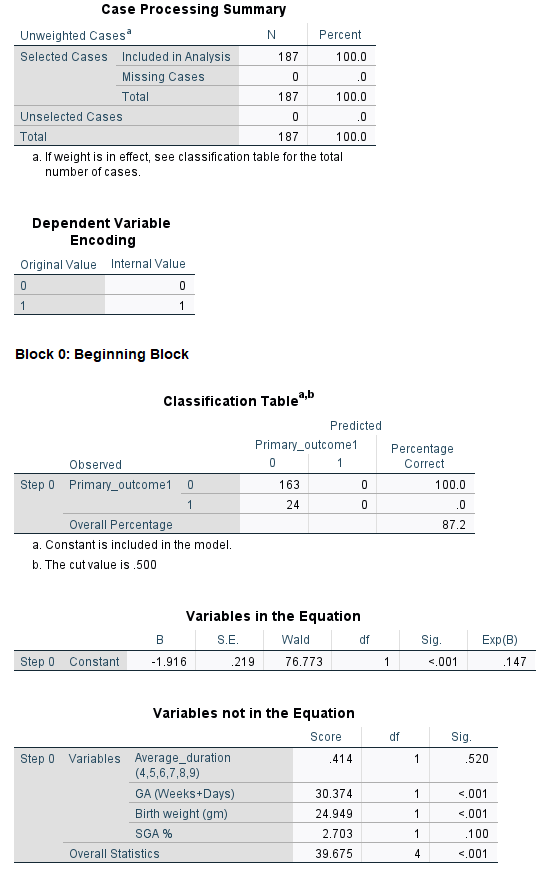 Case Processing Summary
Unweighted Cases^a N Percent
Selected Cases Included in Analysis 187 100.0
Missing Cases 0 .0
Total 187 100.0
Unselected Cases 0 .0
Total 187 100.0
a. If weight is in effect, see classification table for the total
number of cases.
Dependent Variable
Encoding
Original Value Internal Value
0 0
1 1
Block 0: Beginning Block
Classification Table^a,b
Predicted
Primary_outcome1 Percentage
Observed 0 1 Correct
Step 0 Primary_outcome1 0 163 0 100.0
1 24 0 .0
Overall Percentage 87.2
a. Constant is included in the model.
b. The cut value is .500
Variables in the Equation
B S.E. Wald df Sig. Exp(B)
Step 0 Constant -1.916 .219 76.773 1 <.001 .147
Variables not in the Equation
Score df Sig.
Step 0 Variables Average_duration .414 1 .520
(4,5,6,7,8,9)
GA (Weeks+Days) 30.374 1 <.001
Birth weight (gm) 24.949 1 <.001
SGA % 2.703 1 .100
Overall Statistics 39.675 4 <.001